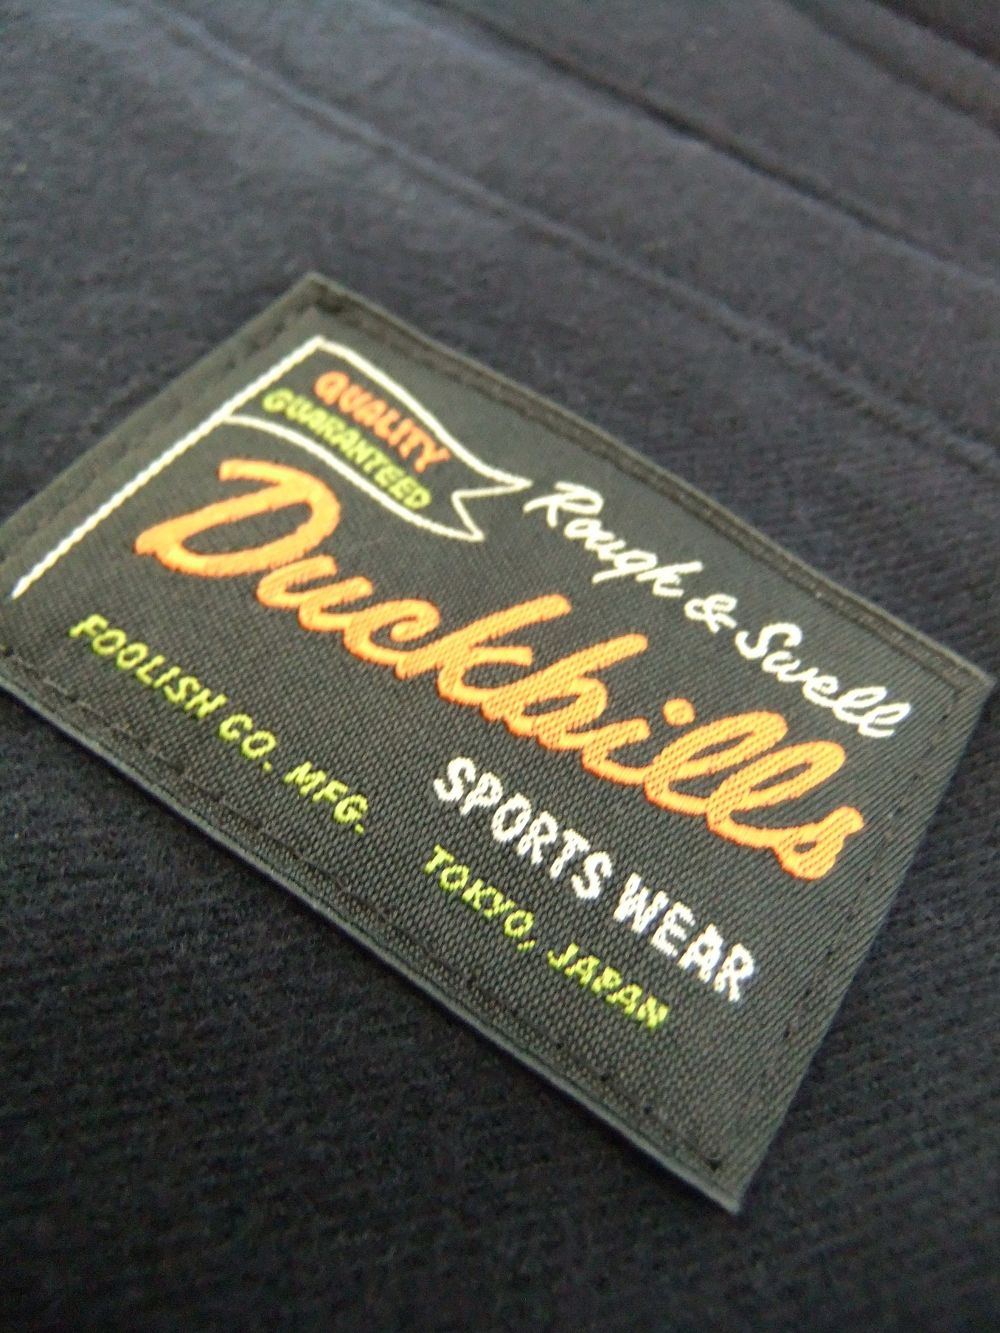 QUALITY
GUARANTEED
Rough & Swell
Duckbills
SPORTS WEAR
FOOLISH CO. MFG.
TOKYO, JAPAN